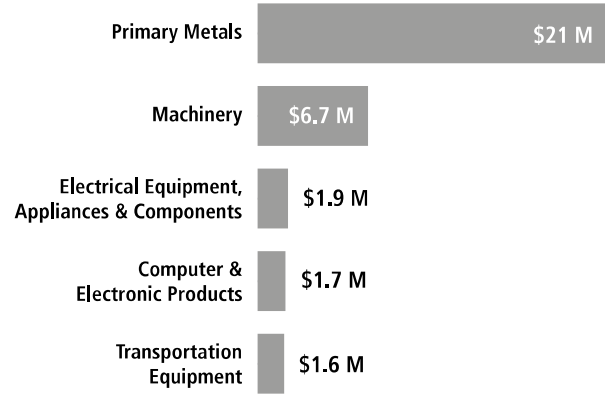 Primary Metals
$21 M
Machinery
$6.7 M
Electrical Equipment,
Appliances & Components
$1.9 M
Computer &
Electronic Products
$1.7 M
Transportation
Equipment
$1.6 M